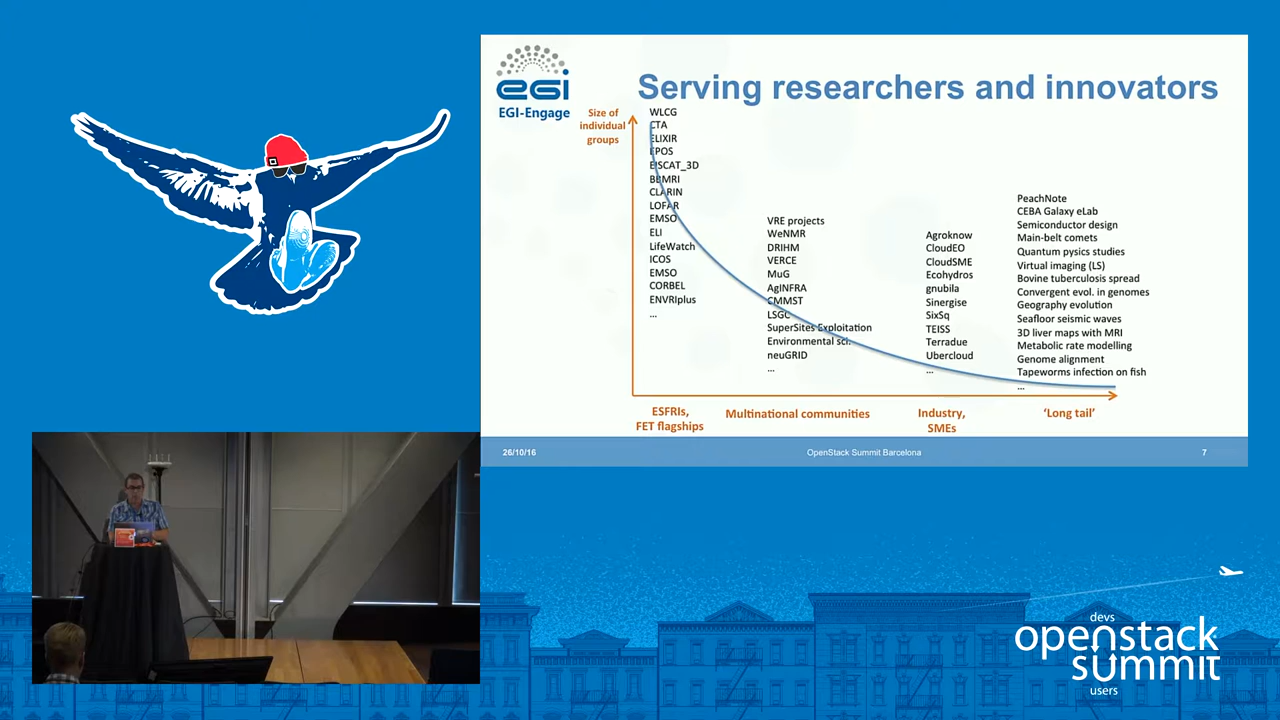 egi
EGI-Engage
Serving researchers and innovators
Size of
individual
groups
WLCG
CTA
ELIXIR
EPOS
EISCAT_3D
BBMRI
CLARIN
LOFAR
EMSO
ELI
LifeWatch
ICOS
EMSO
CORBEL
ENVRIplus
...
VRE projects
WeNMR
DRIHM
VERCE
MuG
AgINFRA
CMMST
LSGC
SuperSites Exploitation
Environmental sci.
neuGRID
...
Agroknow
CloudEO
CloudSME
Ecohydros
gnubila
Sinergise
SixSq
TEISS
Terradue
Ubercloud
...
PeachNote
CEBA Galaxy eLab
Semiconductor design
Main-belt comets
Quantum pysics studies
Virtual imaging (LS)
Bovine tuberculosis spread
Convergent evol. in genomes
Geography evolution
Seafloor seismic waves
3D liver maps with MRI
Metabolic rate modelling
Genome alignment
Tapeworms infection on fish
...
ESFRIs,
FET flagships
Multinational communities
Industry,
SMEs
‘Long tail’
26/10/16
OpenStack Summit Barcelona
7
devs
openstack
summit
users